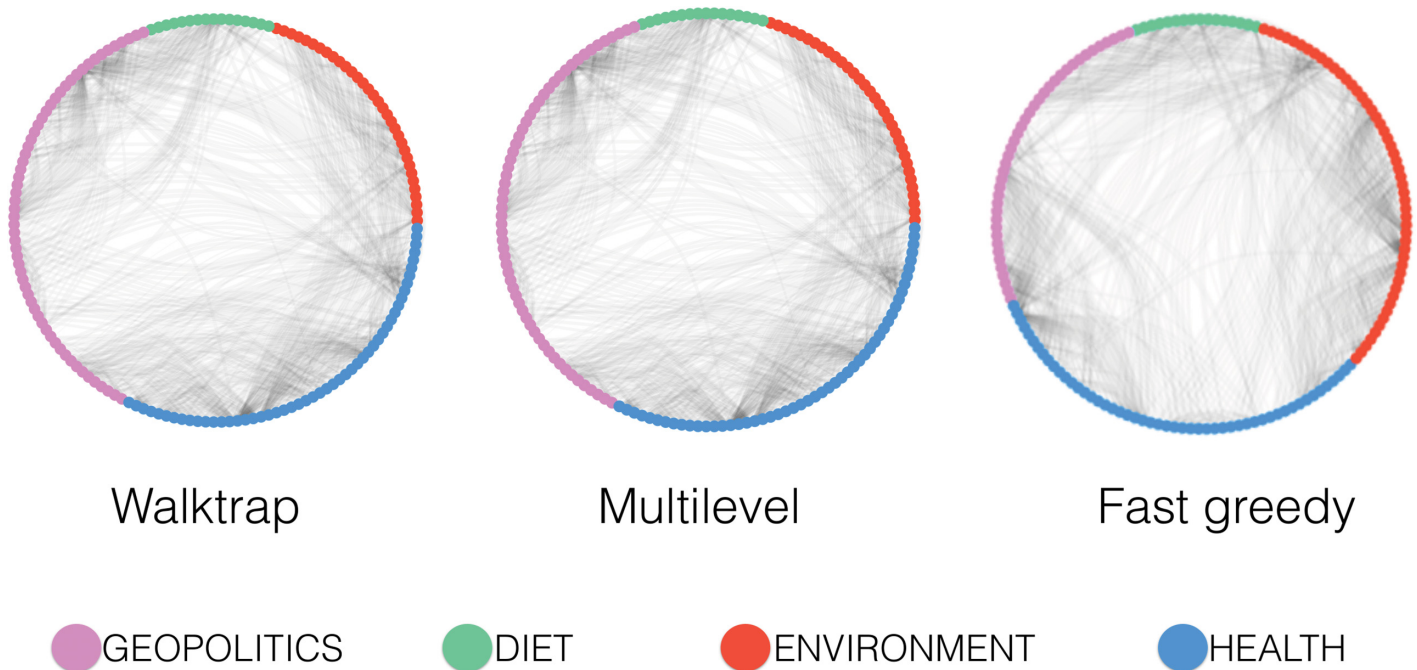 Walktrap
Multilevel
Fast greedy
GEOPOLITICS
DIET
ENVIRONMENT
HEALTH